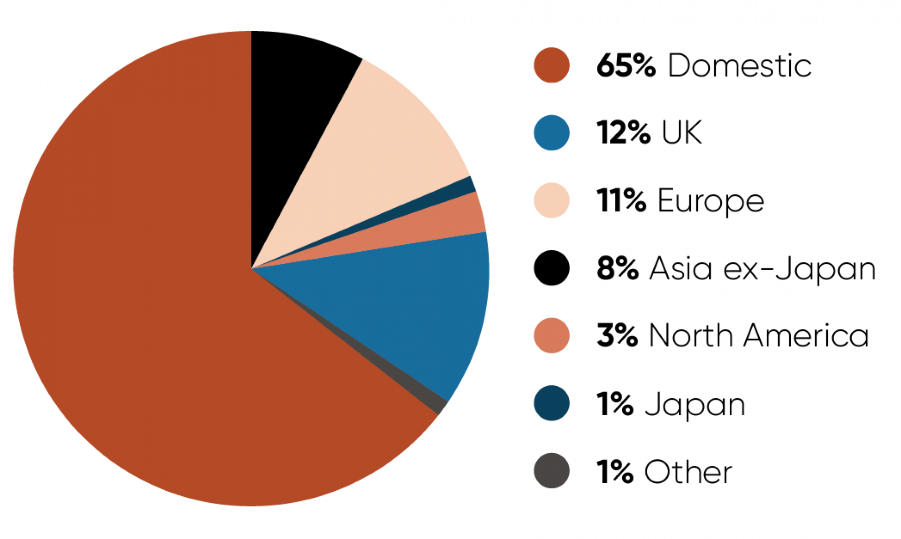 65% Domestic
12% UK
11% Europe
8% Asia ex-Japan
3% North America
1% Japan
1% Other